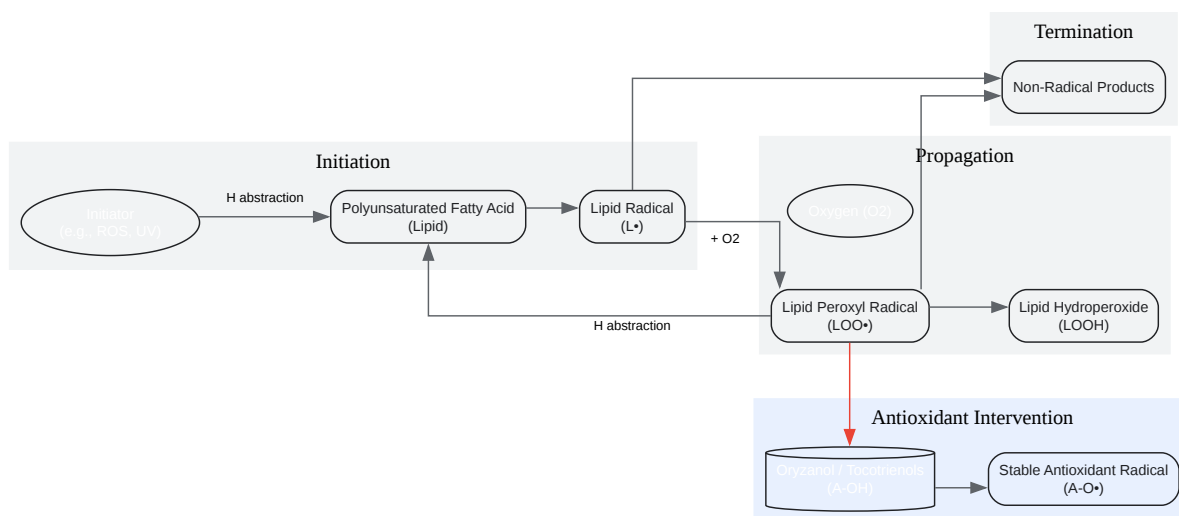 Termination
Non-Radical Products
Initiation
Initiator
(e.g., ROS, UV)
H abstraction
Polyunsaturated Fatty Acid
(Lipid)
Lipid Radical
(L•)
+ O2
Propagation
Oxygen (O2)
Lipid Peroxyl Radical
(LOO•)
H abstraction
Lipid Hydroperoxide
(LOOH)
Antioxidant Intervention
Oryzanol / Tocotrienols
(A-OH)
Stable Antioxidant Radical
(A-O•)